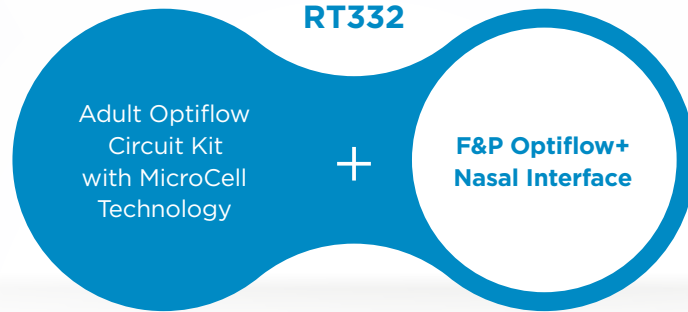 RT332
Adult Optiflow
Circuit Kit
with MicroCell
Technology
+
F&P Optiflow+
Nasal Interface